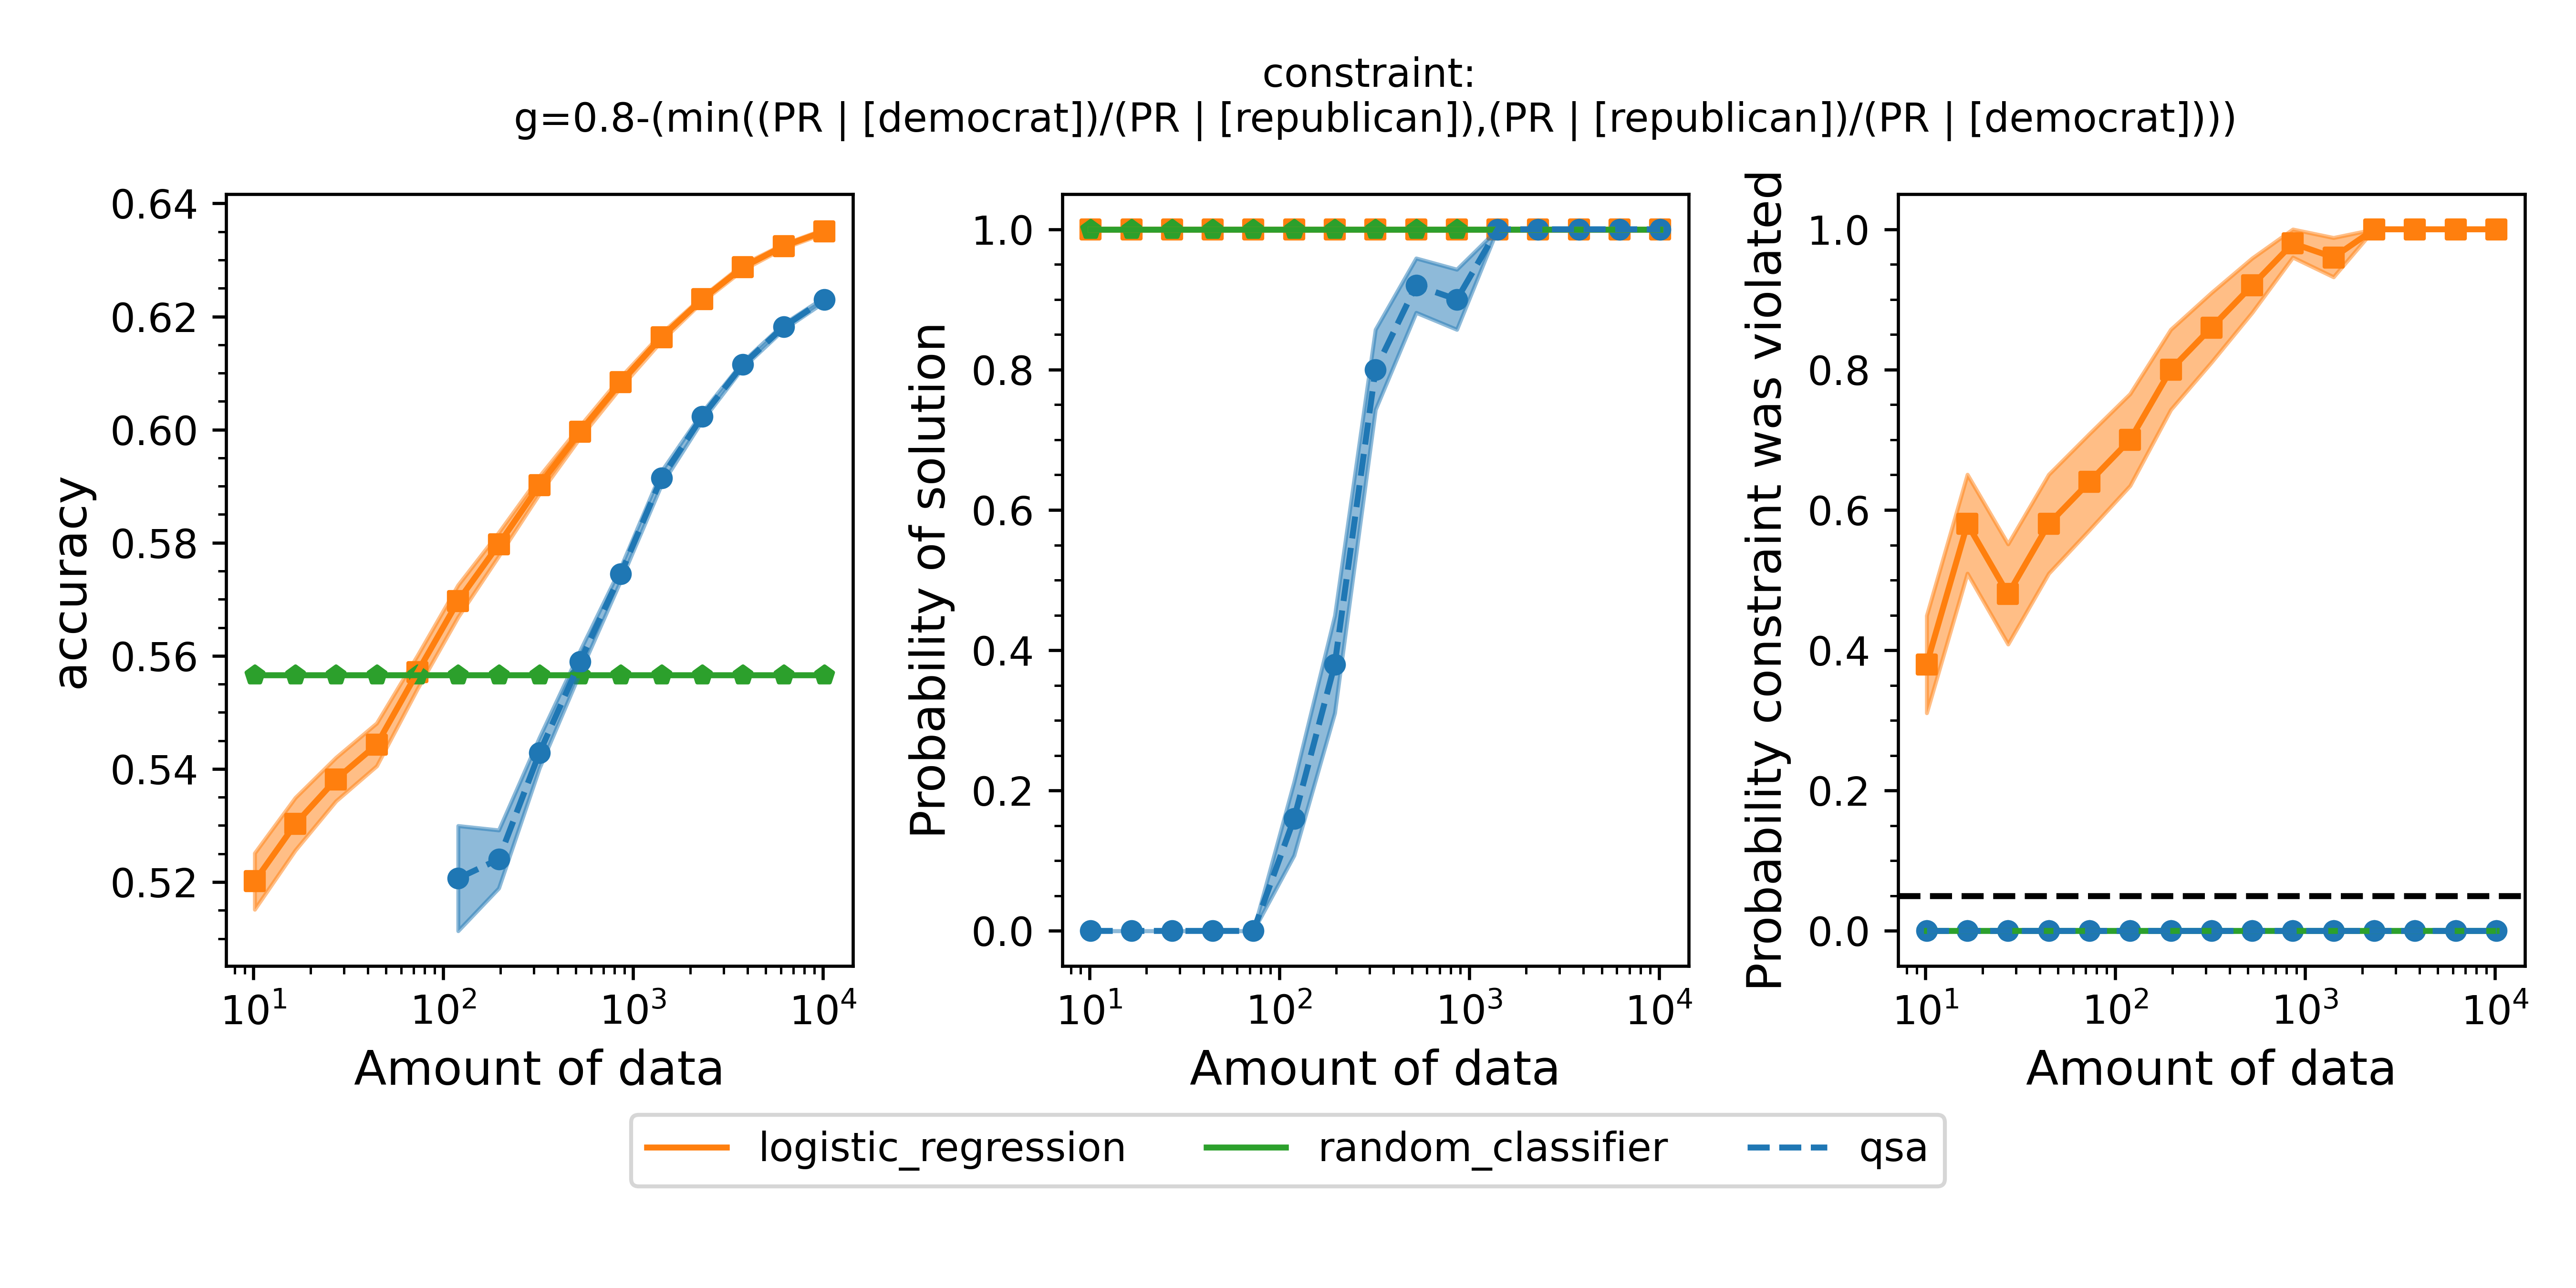 constraint:
g=0.8-(min((PR | [democrat])/(PR | [republican]),(PR | [republican])/(PR | [democrat])))
accuracy
0.64
0.62
0.60
0.58
0.56
0.54
0.52
10¹ 10² 10³ 10⁴
Amount of data
Probability of solution
1.0
0.8
0.6
0.4
0.2
0.0
10¹ 10² 10³ 10⁴
Amount of data
Probability constraint was violated
1.0
0.8
0.6
0.4
0.2
0.0
10¹ 10² 10³ 10⁴
Amount of data
logistic_regression random_classifier qsa